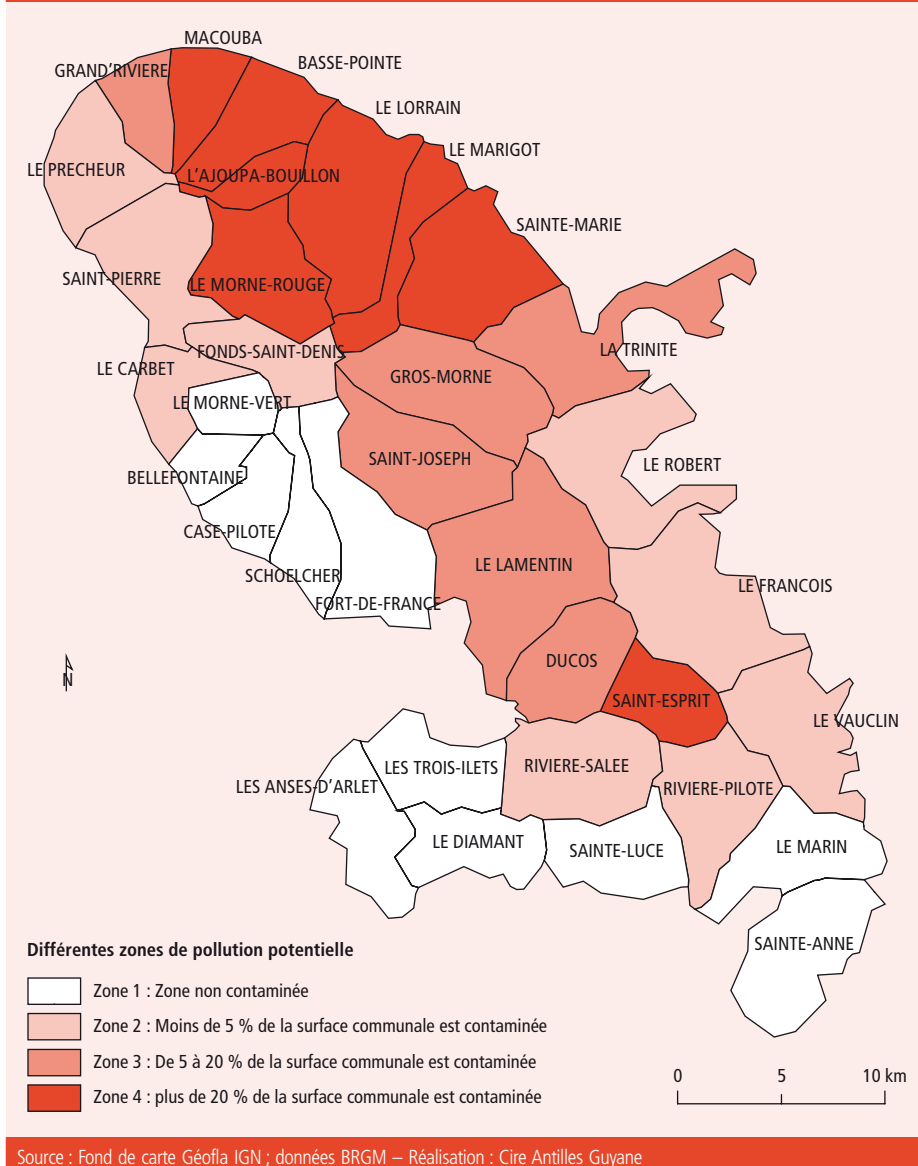 MACOUBA
GRAND'RIVIERE
BASSE-POINTE
LE LORRAIN
LE MARIGOT
LE PRECHEUR
L'AJOUPA-BOUILLON
SAINTE-MARIE
SAINT-PIERRE
LE MORNE-ROUGE
FONDS-SAINT-DENIS
LA TRINITE
LE CARBET
GROS-MORNE
LE MORNE-VERT
SAINT-JOSEPH
LE ROBERT
BELLEFONTAINE
CASE-PILOTE
LE LAMENTIN
SCHOELCHER
LE FRANCOIS
FORT-DE-FRANCE
DUCOS
N
SAINT-ESPRIT
LE VAUCLIN
LES TROIS-ILETS
RIVIERE-SALEE
LES ANSES-D'ARLET
RIVIERE-PILOTE
LE DIAMANT
SAINTE-LUCE
LE MARIN
SAINTE-ANNE
Différentes zones de pollution potentielle
Zone 1 : Zone non contaminée
Zone 2 : Moins de 5 % de la surface communale est contaminée
Zone 3 : De 5 à 20 % de la surface communale est contaminée
Zone 4 : plus de 20 % de la surface communale est contaminée
0 5 10 km
Source : Fond de carte Géofla IGN ; données BRGM – Réalisation : Cire Antilles Guyane